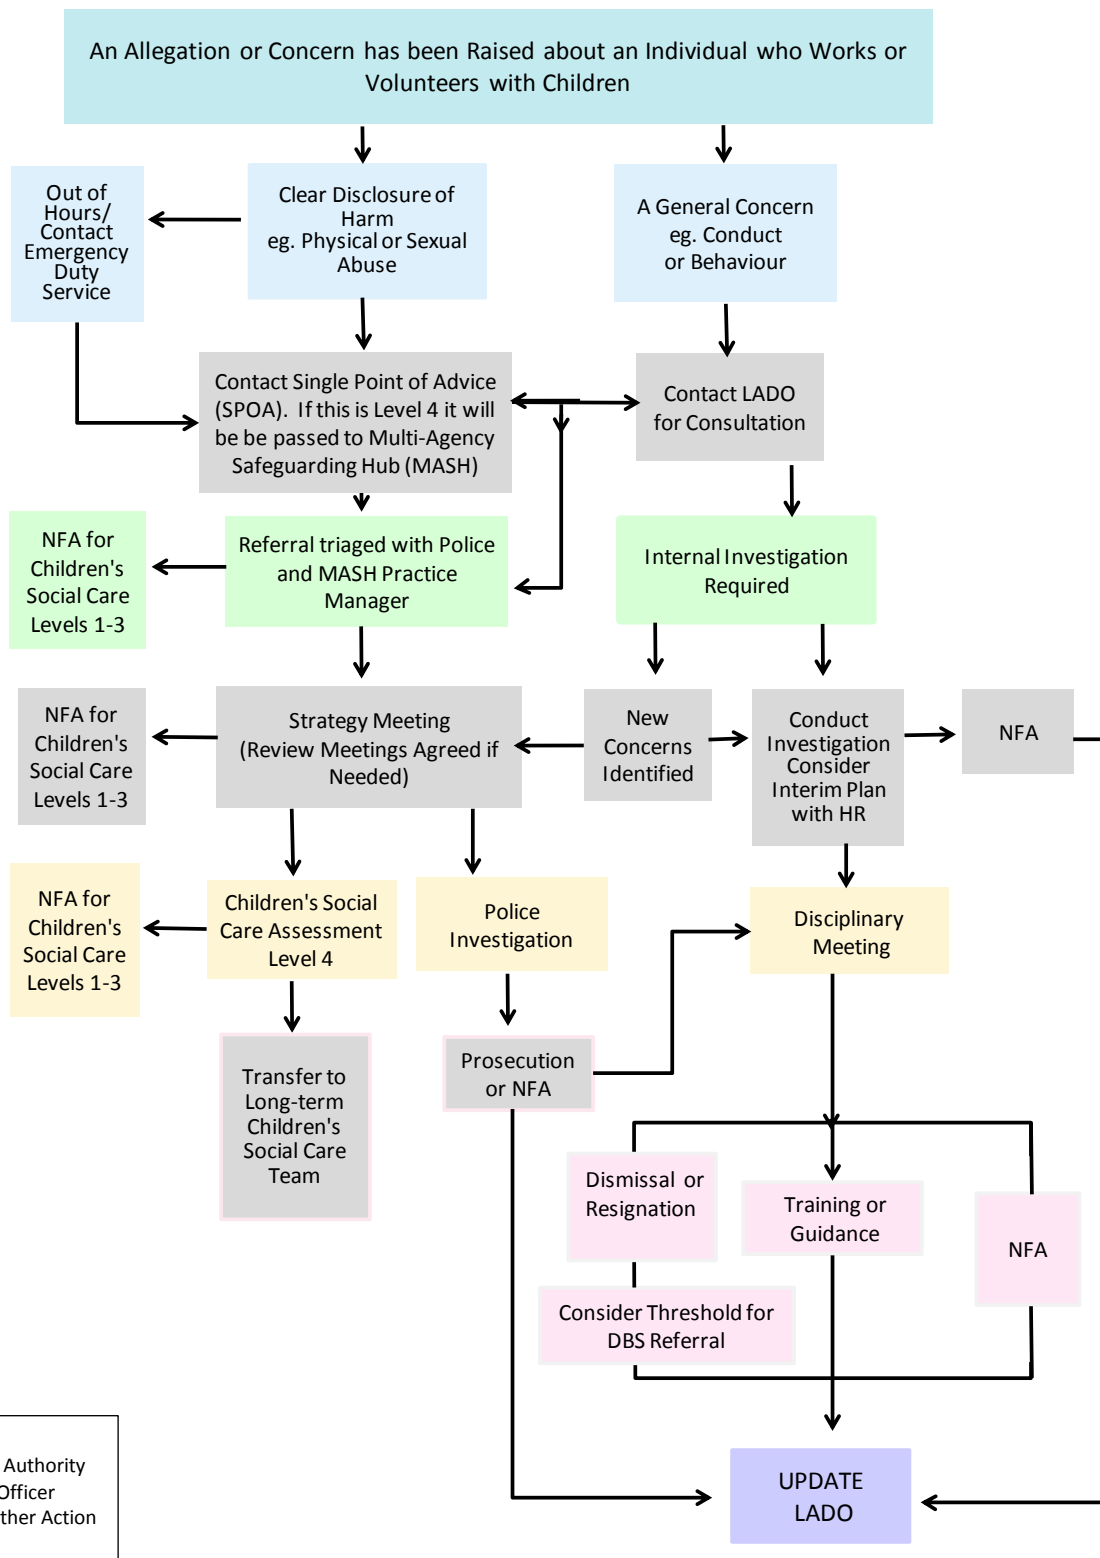 An Allegation or Concern has been Raised about an Individual who Works or
Volunteers with Children
Out of
Hours/
Contact
Emergency
Duty
Service
Clear Disclosure of
Harm
eg. Physical or Sexual
Abuse
A General Concern
eg. Conduct
or Behaviour
Contact Single Point of Advice
(SPOA). If this is Level 4 it will
be be passed to Multi-Agency
Safeguarding Hub (MASH)
Contact LADO
for Consultation
NFA for
Children's
Social Care
Levels 1-3
Referral triaged with Police
and MASH Practice
Manager
Internal Investigation
Required
NFA for
Children's
Social Care
Levels 1-3
Strategy Meeting
(Review Meetings Agreed if
Needed)
New
Concerns
Identified
Conduct
Investigation
Consider
Interim Plan
with HR
NFA
NFA for
Children's
Social Care
Levels 1-3
Children's Social
Care Assessment
Level 4
Police
Investigation
Disciplinary
Meeting
Transfer to
Long-term
Children's
Social Care
Team
Prosecution
or NFA
Dismissal or
Resignation
Training or
Guidance
NFA
Consider Threshold for
DBS Referral
UPDATE
LADO
Authority
Officer
ther Action